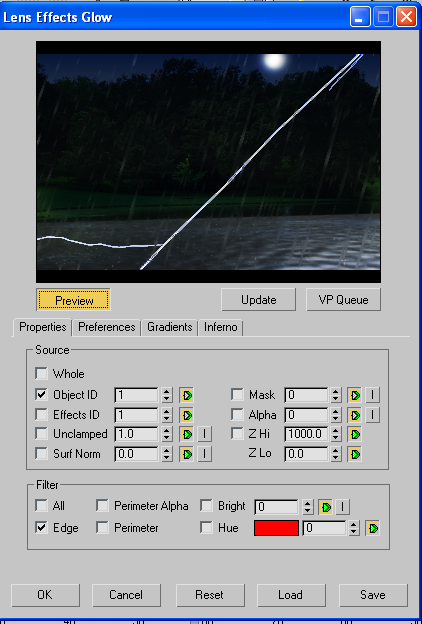 Lens Effects Glow
Preview Update VP Queue
Properties Preferences Gradients Inferno
Source
Whole
Object ID 1 Mask 0 I
Effects ID 1 Alpha 0 I
Unclamped 1.0 I Z Hi 1000.0
Surf Norm 0.0 I Z Lo 0.0
Filter
All Perimeter Alpha Bright 0 I
Edge Perimeter Hue 0
OK Cancel Reset Load Save